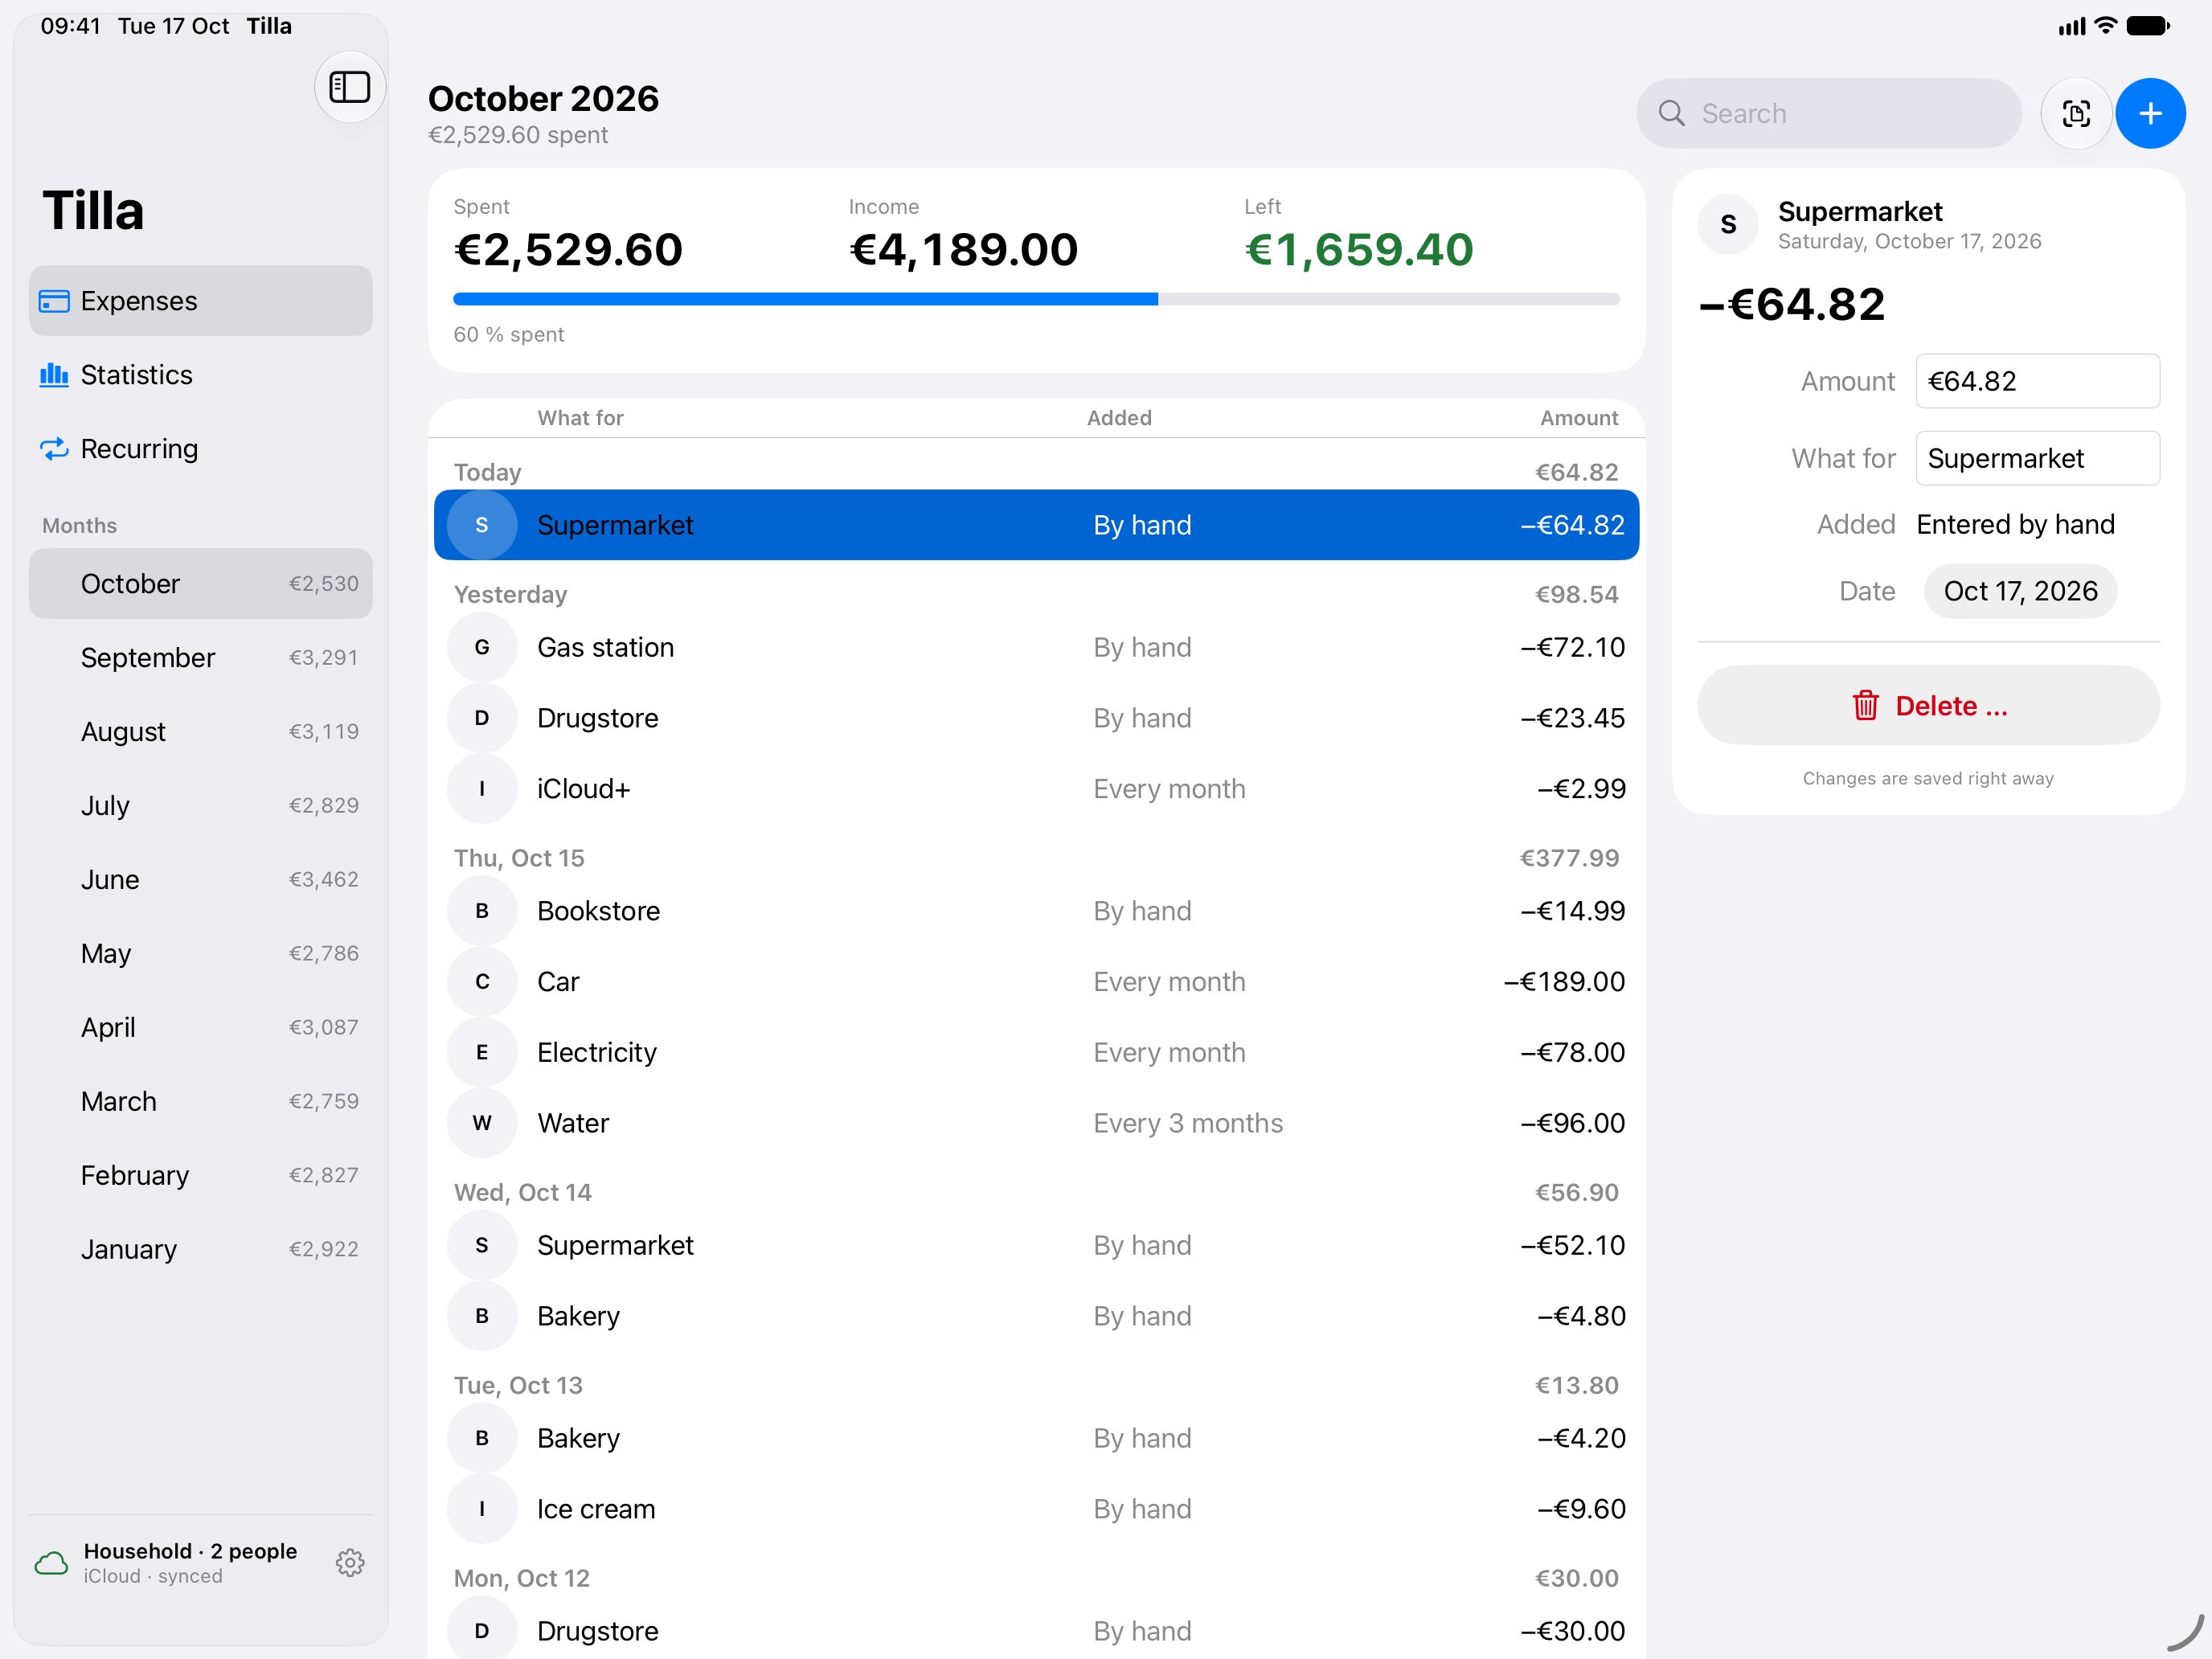 09:41 Tue 17 Oct Tilla
Tilla
Expenses
Statistics
Recurring
Months
October €2,530
September €3,291
August €3,119
July €2,829
June €3,462
May €2,786
April €3,087
March €2,759
February €2,827
January €2,922
Household · 2 people
iCloud · synced
October 2026
€2,529.60 spent
Search
Spent Income Left
€2,529.60 €4,189.00 €1,659.40
60 % spent
What for Added Amount
Today €64.82
S Supermarket By hand –€64.82
Yesterday €98.54
G Gas station By hand –€72.10
D Drugstore By hand –€23.45
I iCloud+ Every month –€2.99
Thu, Oct 15 €377.99
B Bookstore By hand –€14.99
C Car Every month –€189.00
E Electricity Every month –€78.00
W Water Every 3 months –€96.00
Wed, Oct 14 €56.90
S Supermarket By hand –€52.10
B Bakery By hand –€4.80
Tue, Oct 13 €13.80
B Bakery By hand –€4.20
I Ice cream By hand –€9.60
Mon, Oct 12 €30.00
D Drugstore By hand –€30.00
S Supermarket
Saturday, October 17, 2026
–€64.82
Amount €64.82
What for Supermarket
Added Entered by hand
Date Oct 17, 2026
Delete ...
Changes are saved right away